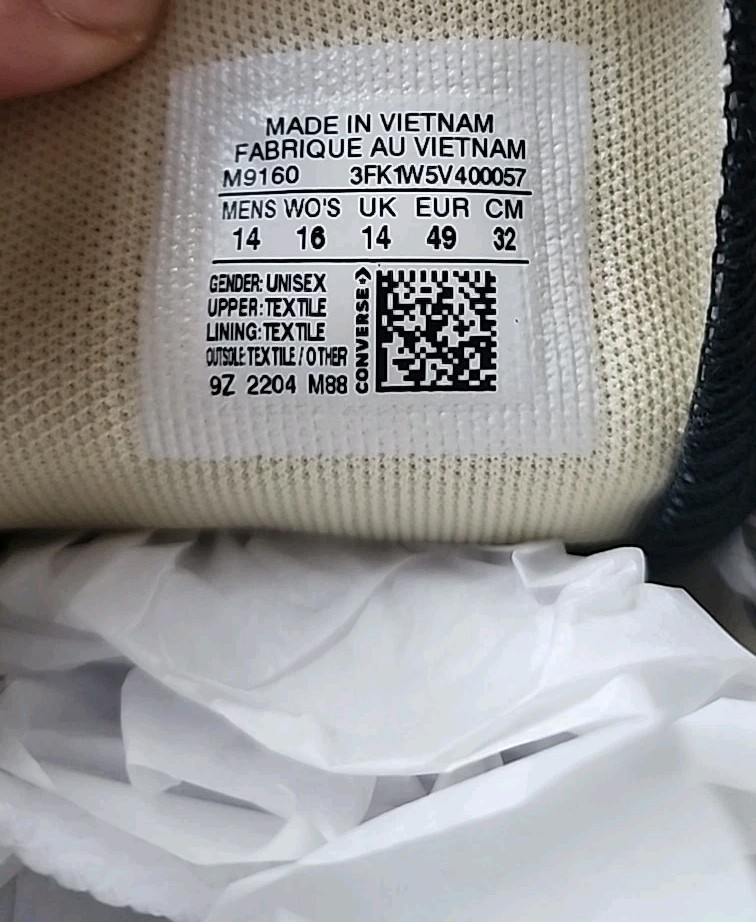 MADE IN VIETNAM
FABRIQUE AU VIETNAM
M9160 3FK1W5V400057
MENS WO'S UK EUR CM
14 16 14 49 32
GENDER: UNISEX
UPPER: TEXTILE
LINING: TEXTILE
OUTSOLE: TEXTILE / OTHER
9Z 2204 M88
CONVERSE